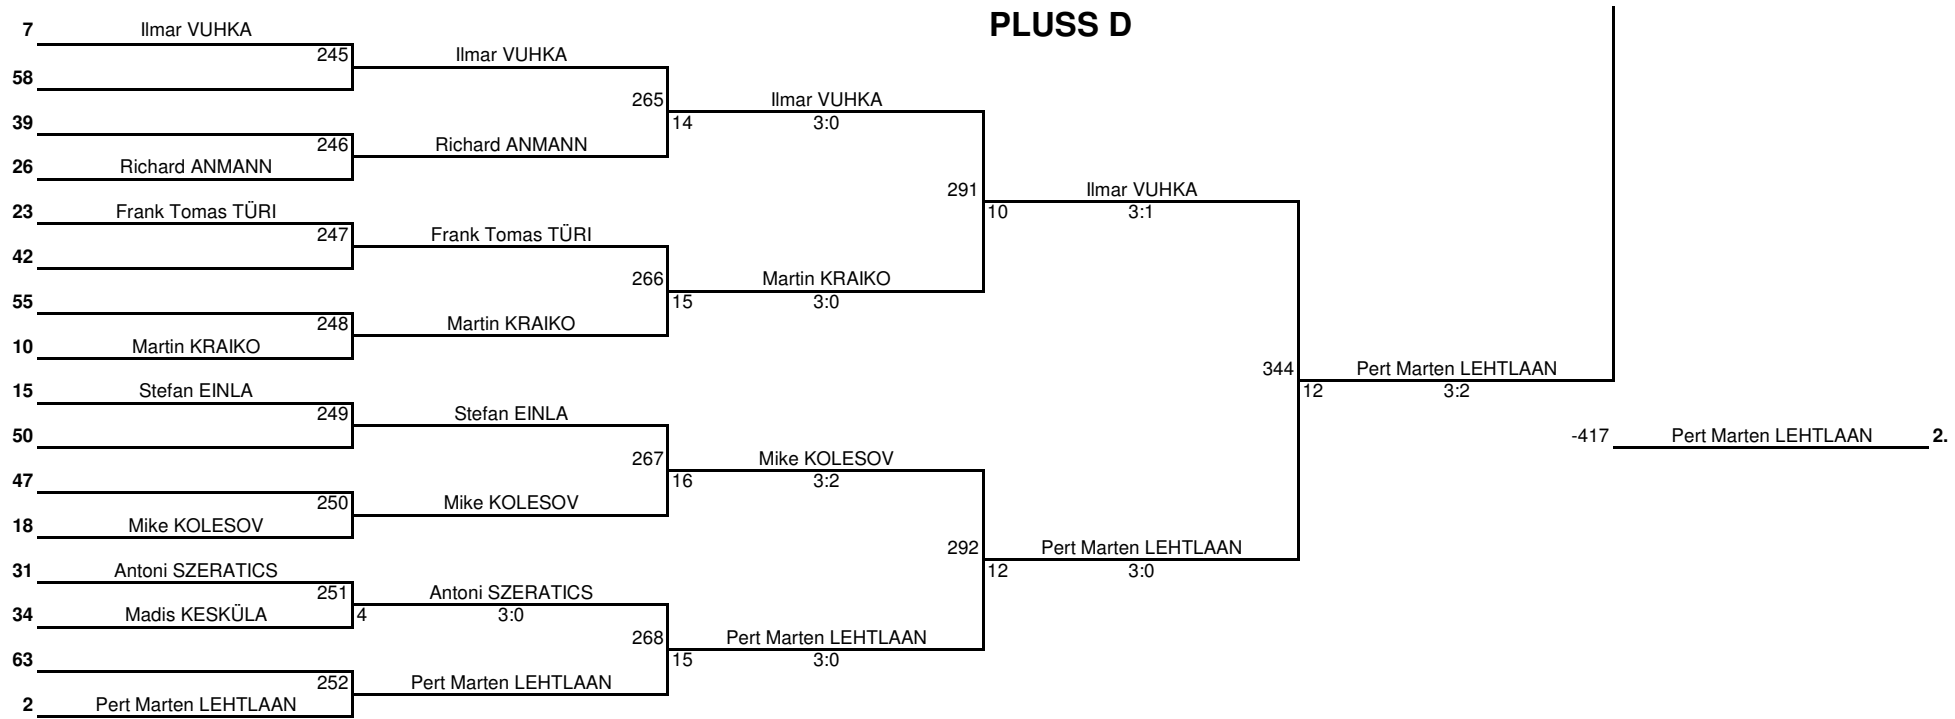 PLUSS D
7 Ilmar VUHKA
245 Ilmar VUHKA
58
265 Ilmar VUHKA
39
14 3:0
246 Richard ANMANN
26 Richard ANMANN
291 Ilmar VUHKA
23 Frank Tomas TÜRI
10 3:1
247 Frank Tomas TÜRI
42
266 Martin KRAIKO
55
15 3:0
248 Martin KRAIKO
10 Martin KRAIKO
344 Pert Marten LEHTLAAN
15 Stefan EINLA
12 3:2
249 Stefan EINLA
50
-417 Pert Marten LEHTLAAN 2.
267 Mike KOLESOV
47
16 3:2
250 Mike KOLESOV
18 Mike KOLESOV
292 Pert Marten LEHTLAAN
31 Antoni SZERATICS
12 3:0
251 Antoni SZERATICS
34 Madis KESKÜLA
4 3:0
268 Pert Marten LEHTLAAN
63
15 3:0
252 Pert Marten LEHTLAAN
2 Pert Marten LEHTLAAN